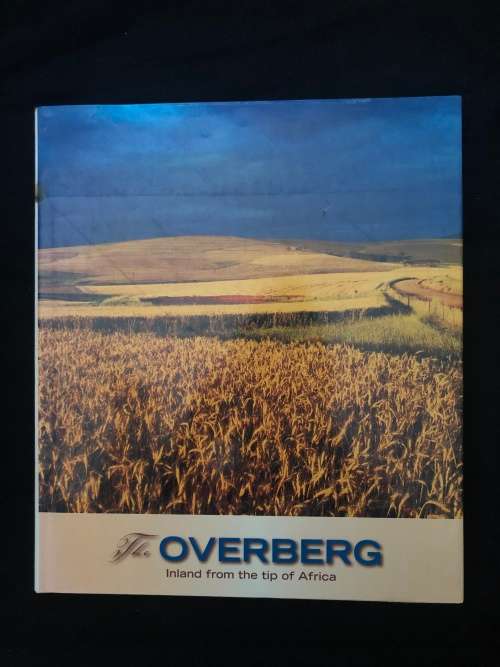 The OVERBERG
Inland from the tip of Africa